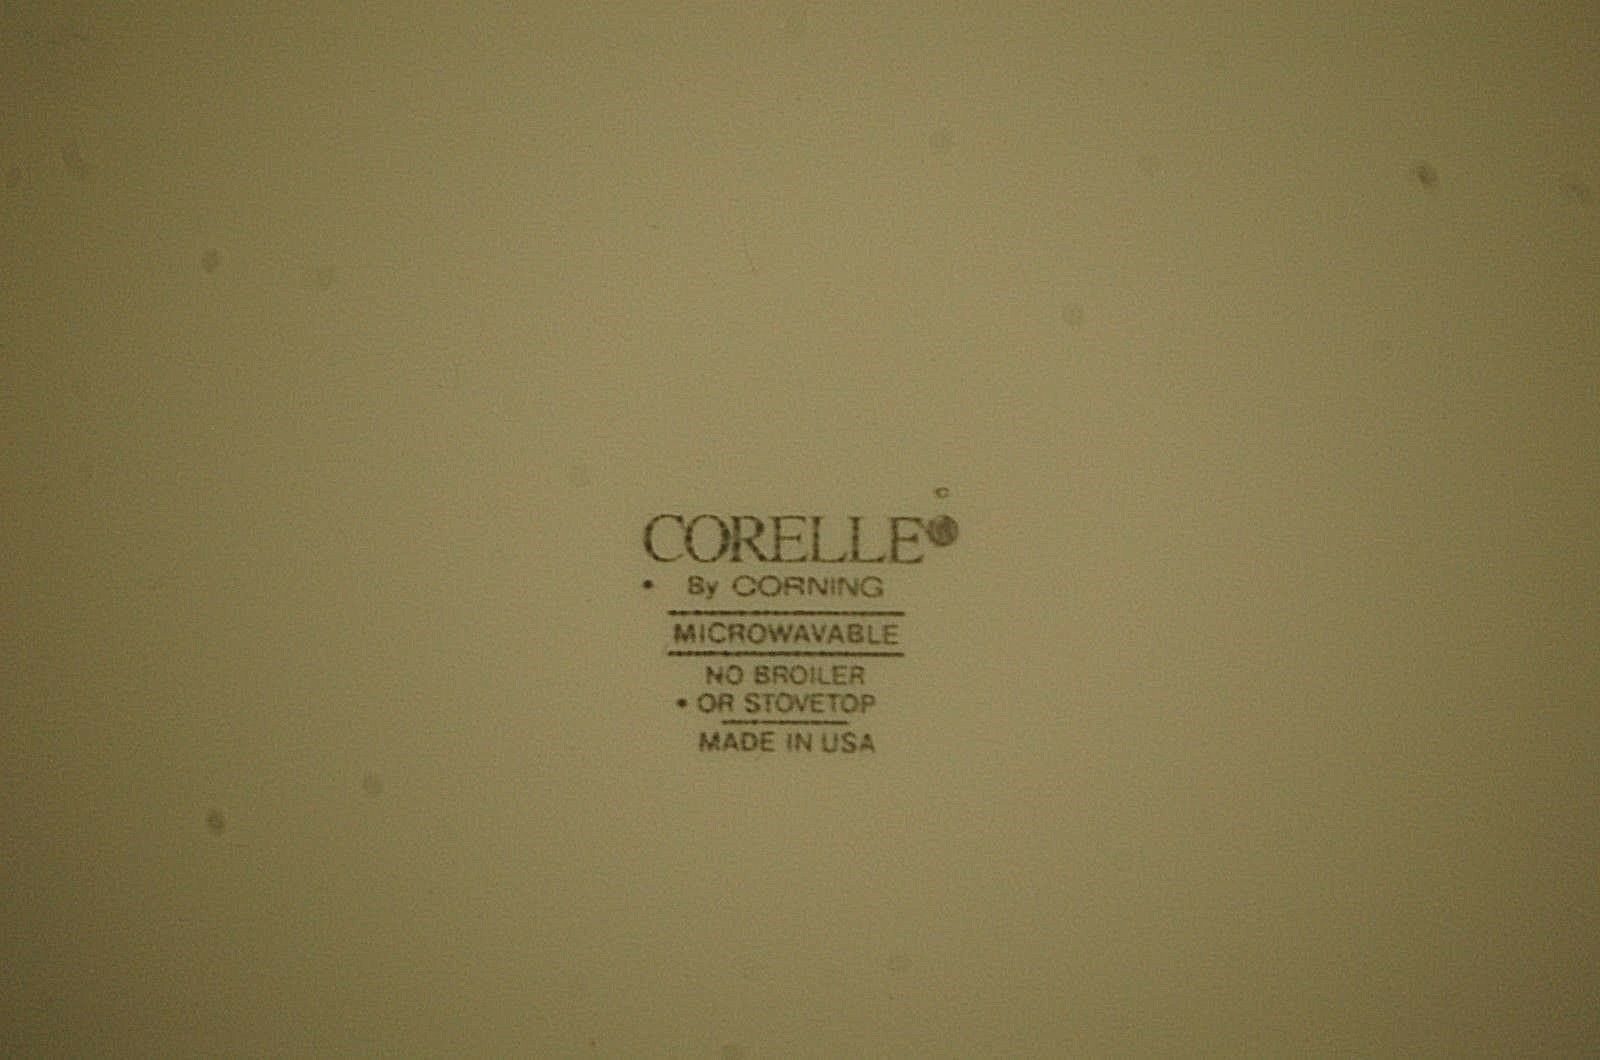 c
CORELLE®
• By CORNING
MICROWAVABLE
NO BROILER
• OR STOVETOP
MADE IN USA